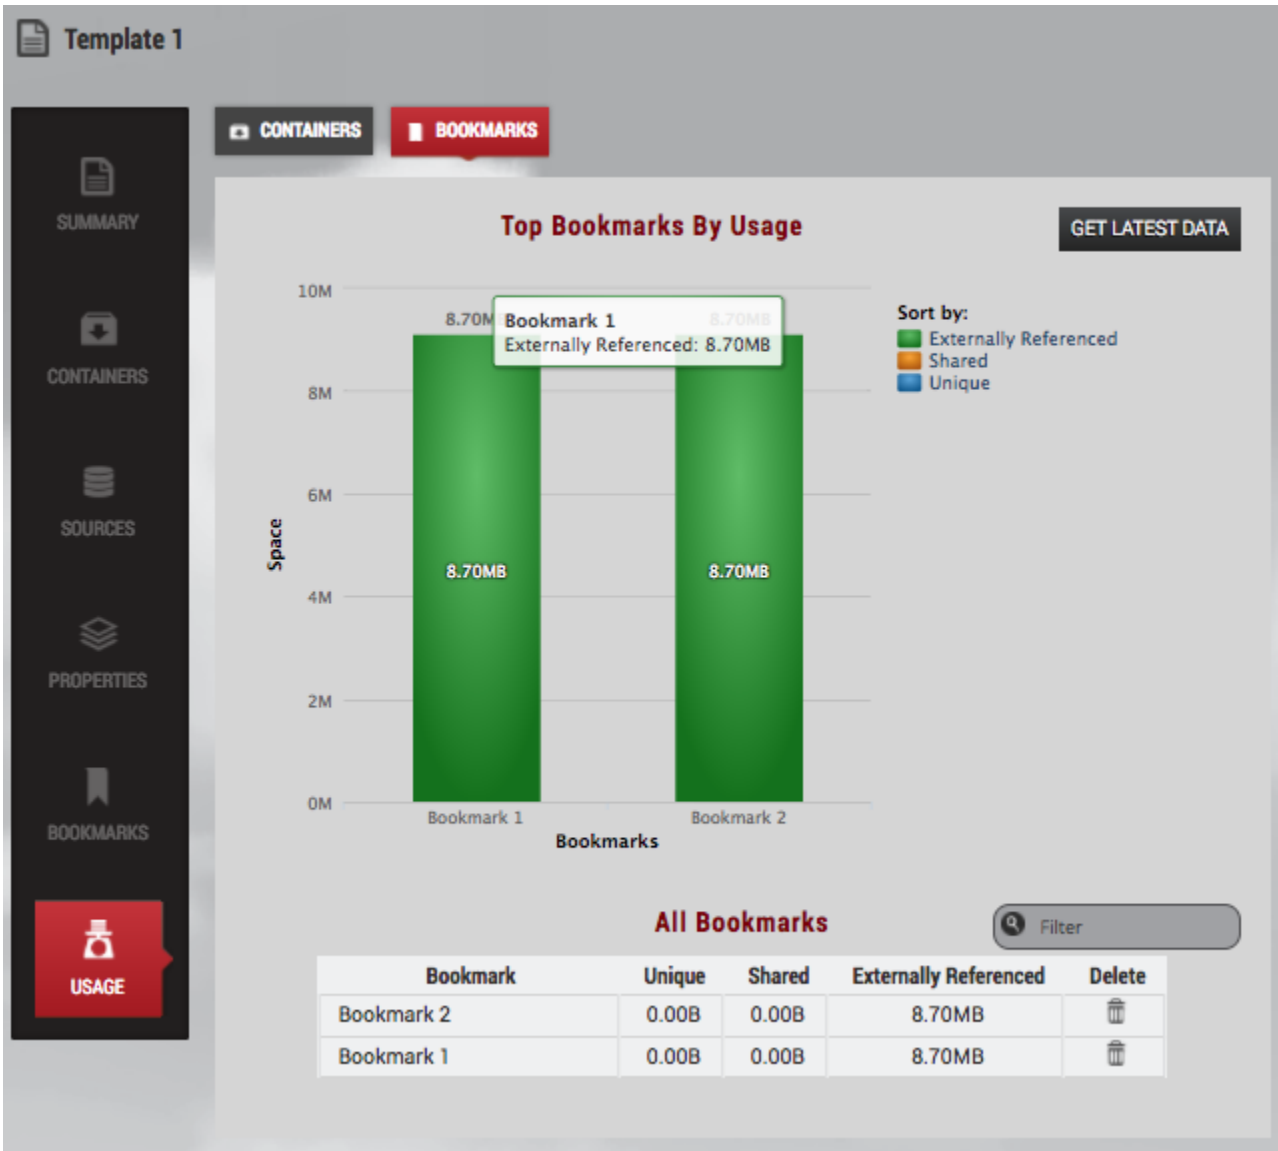 Template 1
CONTAINERS
BOOKMARKS
SUMMARY
CONTAINERS
SOURCES
PROPERTIES
BOOKMARKS
USAGE
Top Bookmarks By Usage
GET LATEST DATA
10M
8M
6M
4M
2M
0M
Space
8.70M
8.70MB
Bookmark 1
Externally Referenced: 8.70MB
8.70MB
8.70MB
Bookmark 1
Bookmark 2
Bookmarks
Sort by:
Externally Referenced
Shared
Unique
All Bookmarks
Filter
Bookmark Unique Shared Externally Referenced Delete
Bookmark 2 0.00B 0.00B 8.70MB
Bookmark 1 0.00B 0.00B 8.70MB